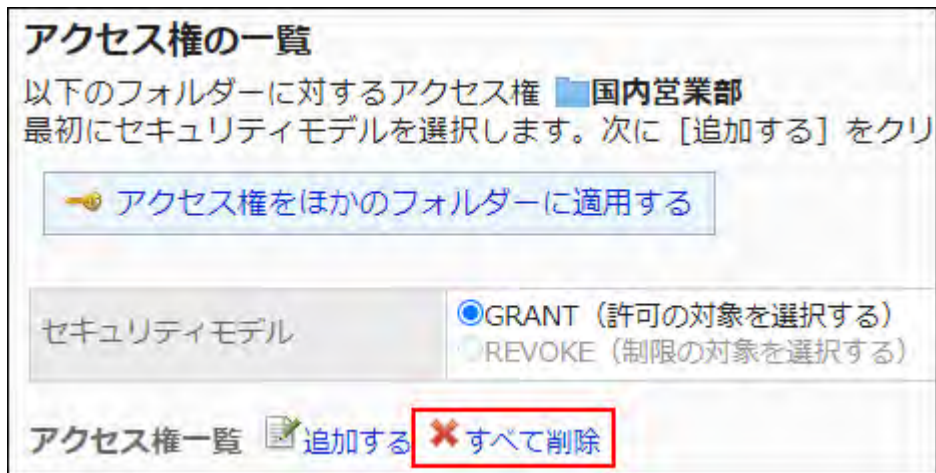 アクセス権の一覧
以下のフォルダーに対するアクセス権 国内営業部
最初にセキュリティモデルを選択します。次に［追加する］をクリ
アクセス権をほかのフォルダーに適用する
セキュリティモデル
GRANT（許可の対象を選択する）
REVOKE（制限の対象を選択する）
アクセス権一覧 追加する すべて削除